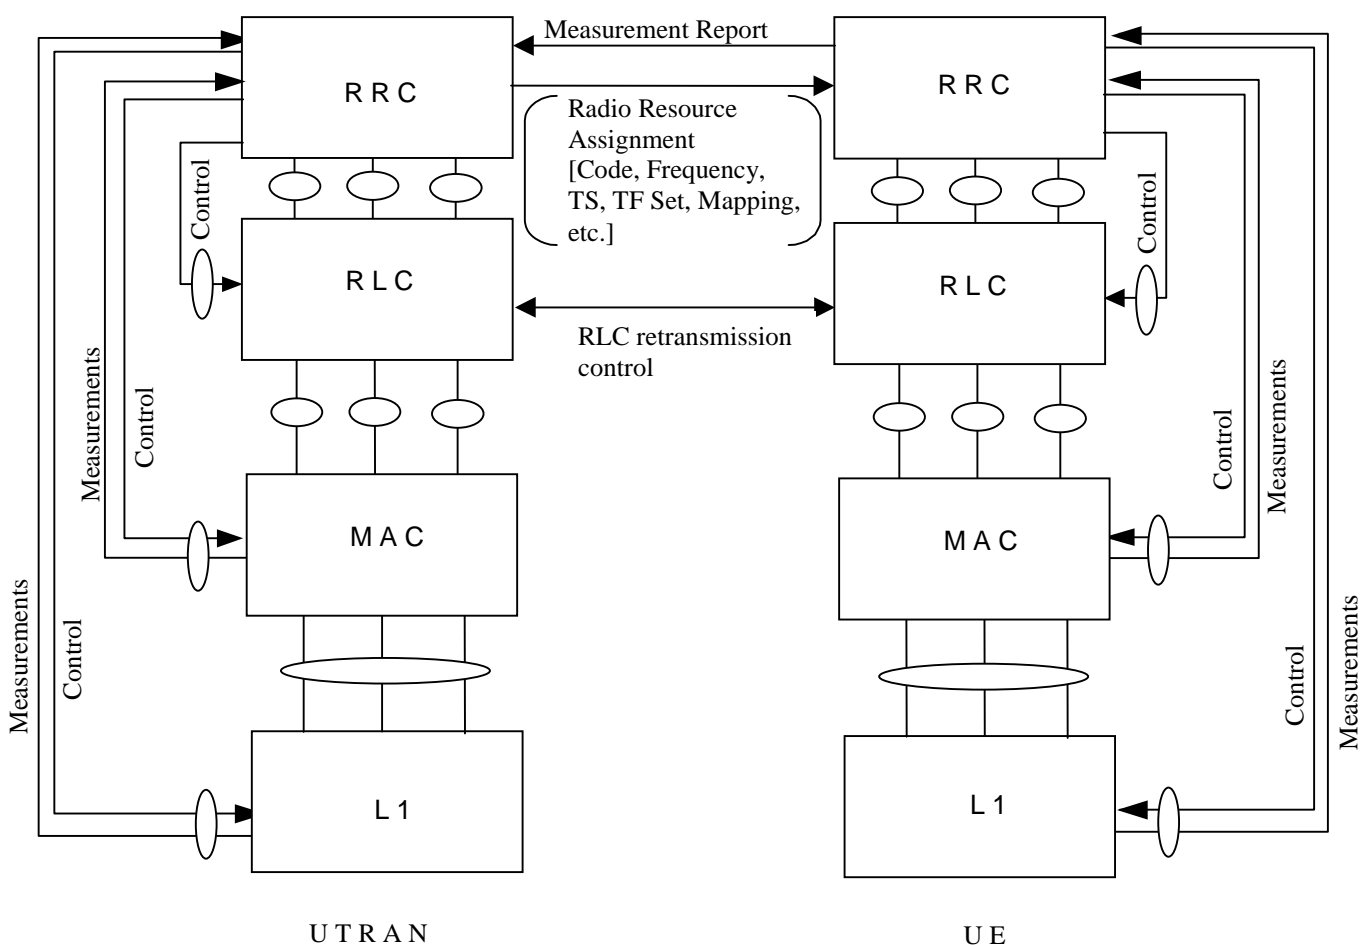 Measurement Report
R R C
R R C
Radio Resource
Assignment
[Code, Frequency,
TS, TF Set, Mapping,
etc.]
Control
Control
R L C
R L C
RLC retransmission
control
Measurements
Control
Control
Measurements
M A C
M A C
Measurements
Control
Control
Measurements
L 1
L 1
U T R A N
U E